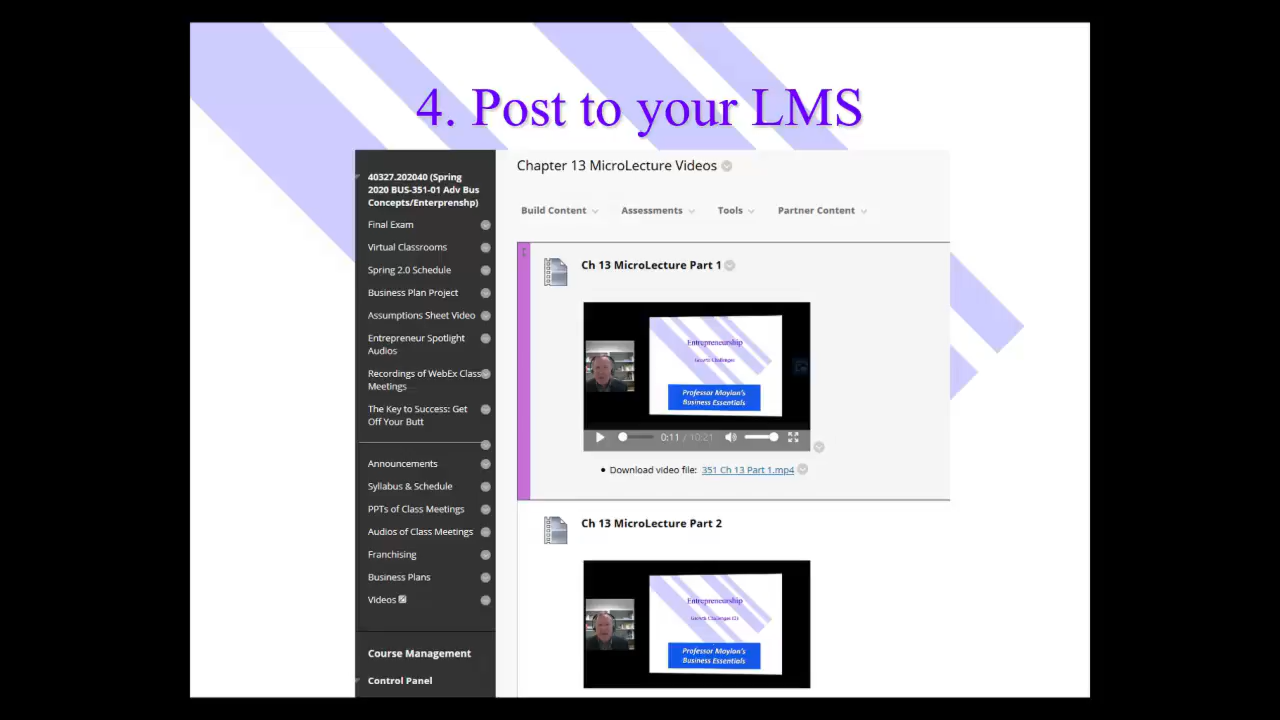 4. Post to your LMS
40327.202040 (Spring
2020 BUS-351-01 Adv Bus
Concepts/Enterprenshp)
Final Exam
Virtual Classrooms
Spring 2.0 Schedule
Business Plan Project
Assumptions Sheet Video
Entrepreneur Spotlight
Audios
Recordings of WebEx Class
Meetings
The Key to Success: Get
Off Your Butt
Announcements
Syllabus & Schedule
PPTs of Class Meetings
Audios of Class Meetings
Franchising
Business Plans
Videos
Course Management
Control Panel
Chapter 13 MicroLecture Videos
Build Content Assessments Tools Partner Content
Ch 13 MicroLecture Part 1
Entrepreneurship
Growth Challenges
Professor Moylan's
Business Essentials
0:11 / 10:21
Download video file: 351 Ch 13 Part 1.mp4
Ch 13 MicroLecture Part 2
Entrepreneurship
Growth Challenges
Professor Moylan's
Business Essentials